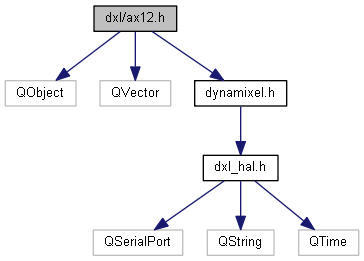 dxl/ax12.h
QObject
QVector
dynamixel.h
dxl_hal.h
QSerialPort
QString
QTime